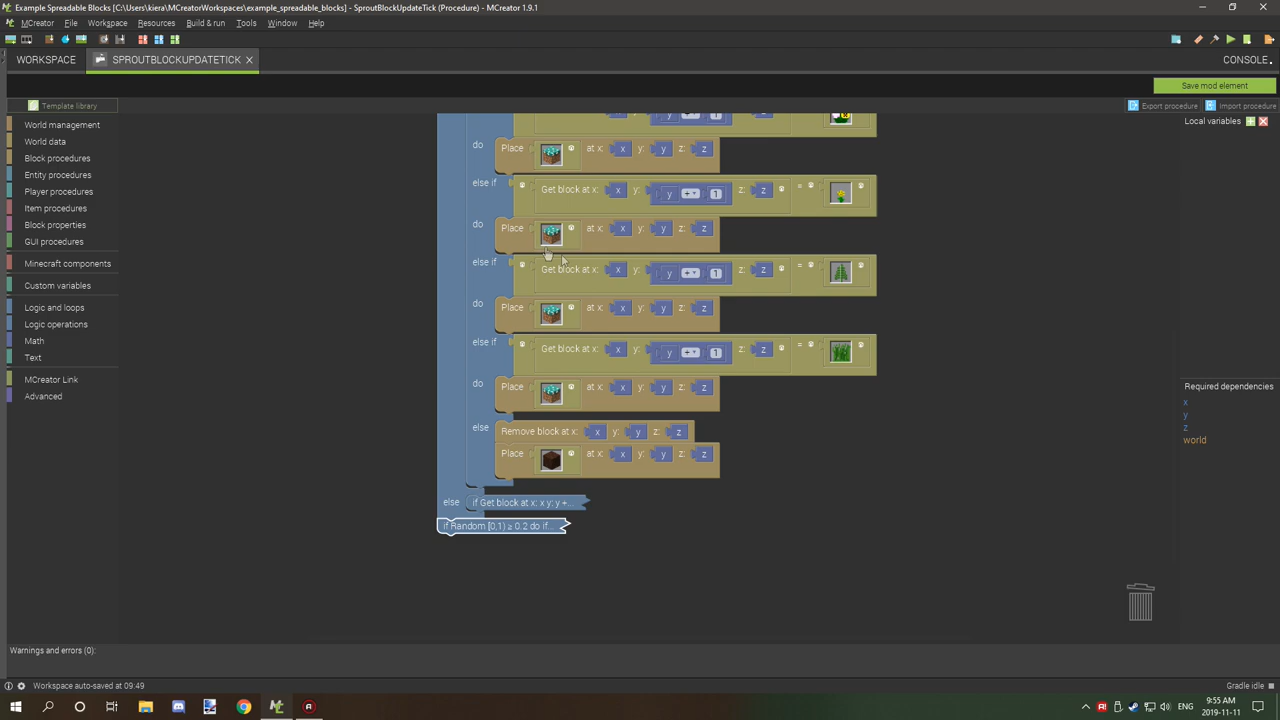 Example Spreadable Blocks [C:\Users\kiera\MCreatorWorkspaces\example_spreadable_blocks] - SproutBlockUpdateTick (Procedure) - MCreator 1.9.1
MCreator File Workspace Resources Build & run Tools Window Help
WORKSPACE SPROUTBLOCKUPDATETICK CONSOLE
Save mod element
Template library Export procedure Import procedure
World management Local variables
World data
Block procedures
Entity procedures
Player procedures
Item procedures
Block properties
GUI procedures
Minecraft components
Custom variables
Logic and loops
Logic operations
Math
Text
MCreator Link
Advanced
y + 1
do Place at x: x y: y z: z
else if Get block at x: x y: y + 1 z: z =
do Place at x: x y: y z: z
else if Get block at x: x y: y + 1 z: z =
do Place at x: x y: y z: z
else if Get block at x: x y: y + 1 z: z =
do Place at x: x y: y z: z
else Remove block at x: x y: y z: z
Place at x: x y: y z: z
else if Get block at x: x y: y +...
if Random [0,1) ≥ 0.2 do if...
Required dependencies
x
y
z
world
Warnings and errors (0):
Workspace auto-saved at 09:49 Gradle idle
ENG 9:55 AM
2019-11-11